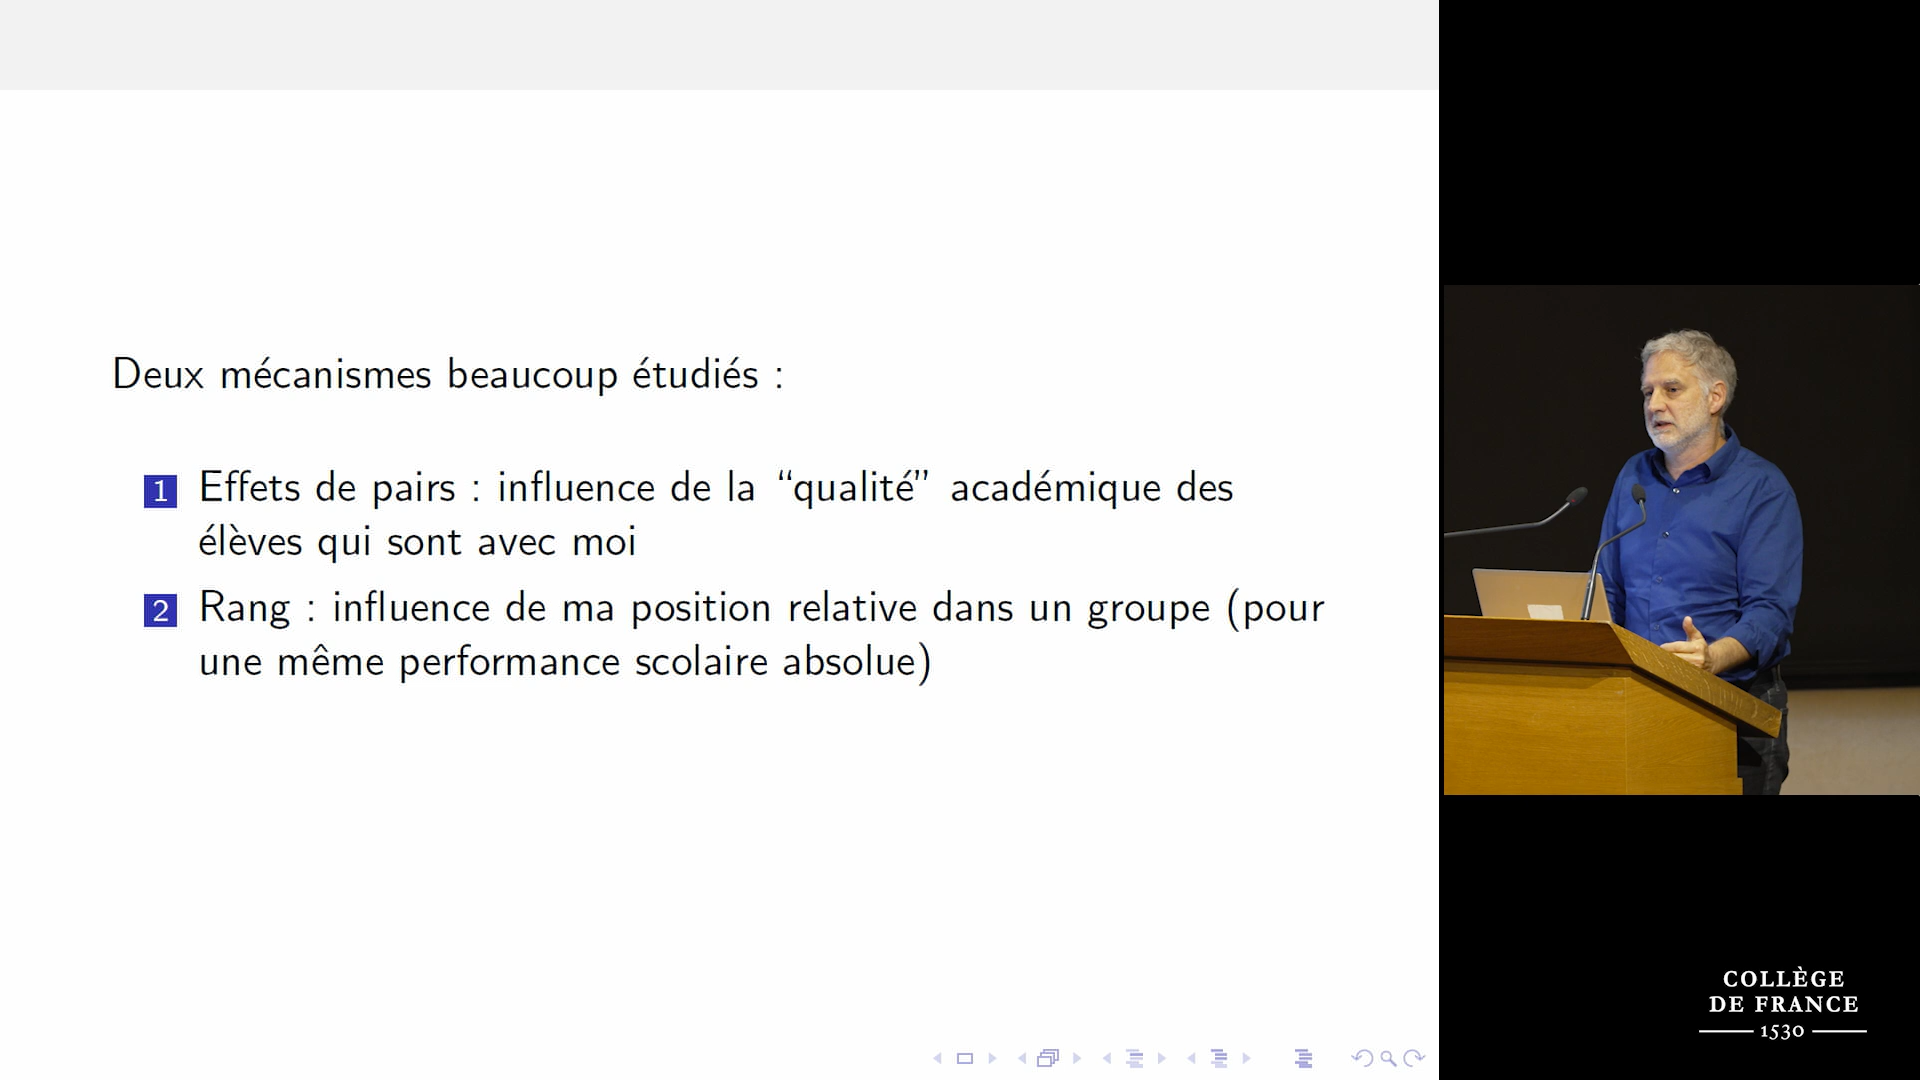 Deux mécanismes beaucoup étudiés :
1 Effets de pairs : influence de la “qualité” académique des
élèves qui sont avec moi
2 Rang : influence de ma position relative dans un groupe (pour
une même performance scolaire absolue)
COLLÈGE
DE FRANCE
1530